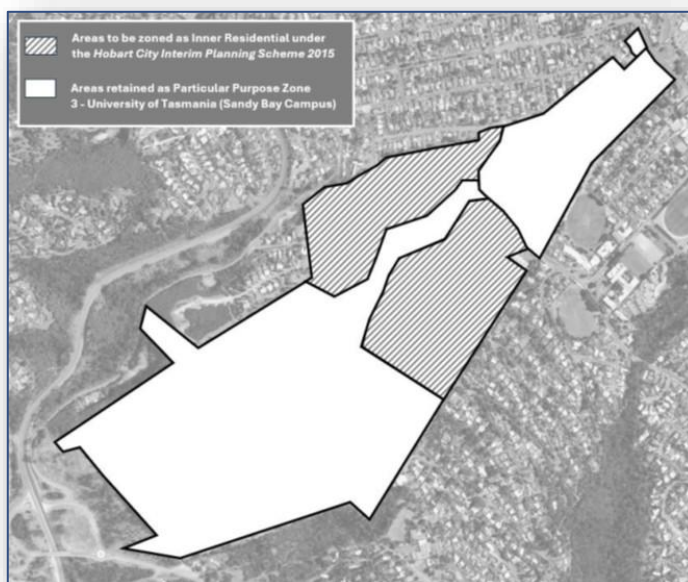 Areas to be zoned as Inner Residential under
the Hobart City Interim Planning Scheme 2015
Areas retained as Particular Purpose Zone
3 - University of Tasmania (Sandy Bay Campus)